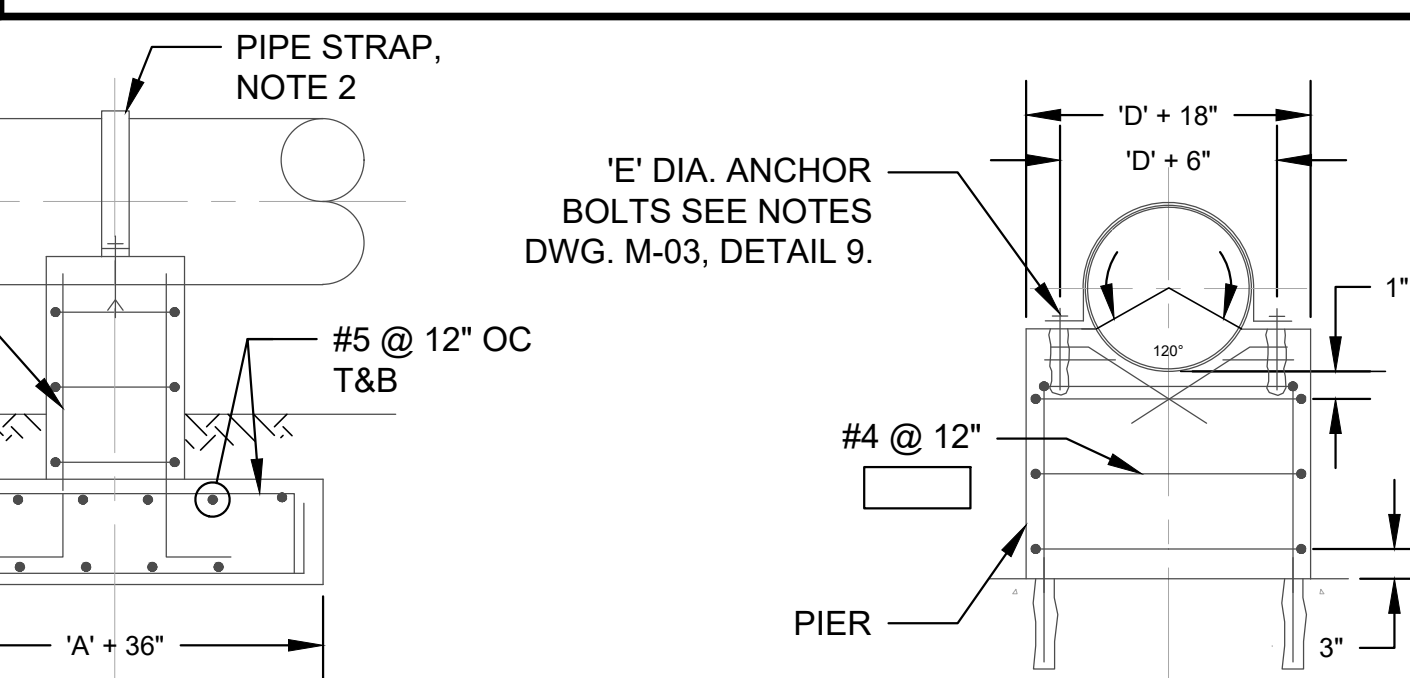 PIPE STRAP,
NOTE 2
#5 @ 12" OC
T&B
'A' + 36"
'D' + 18"
'D' + 6"
'E' DIA. ANCHOR
BOLTS SEE NOTES
DWG. M-03, DETAIL 9.
1"
120°
#4 @ 12"
PIER
3"